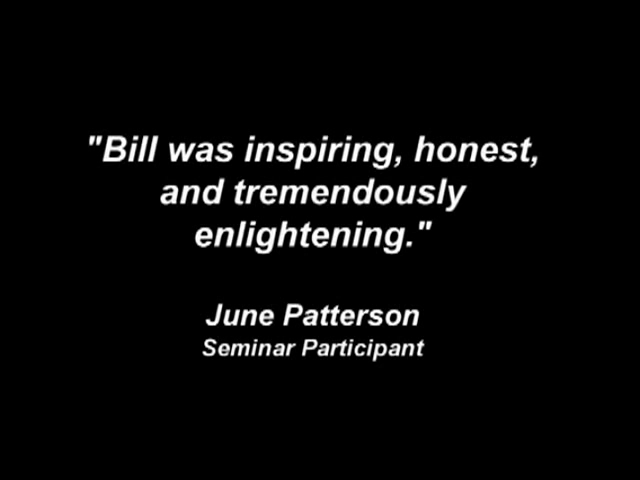 "Bill was inspiring, honest,
and tremendously
enlightening."
June Patterson
Seminar Participant